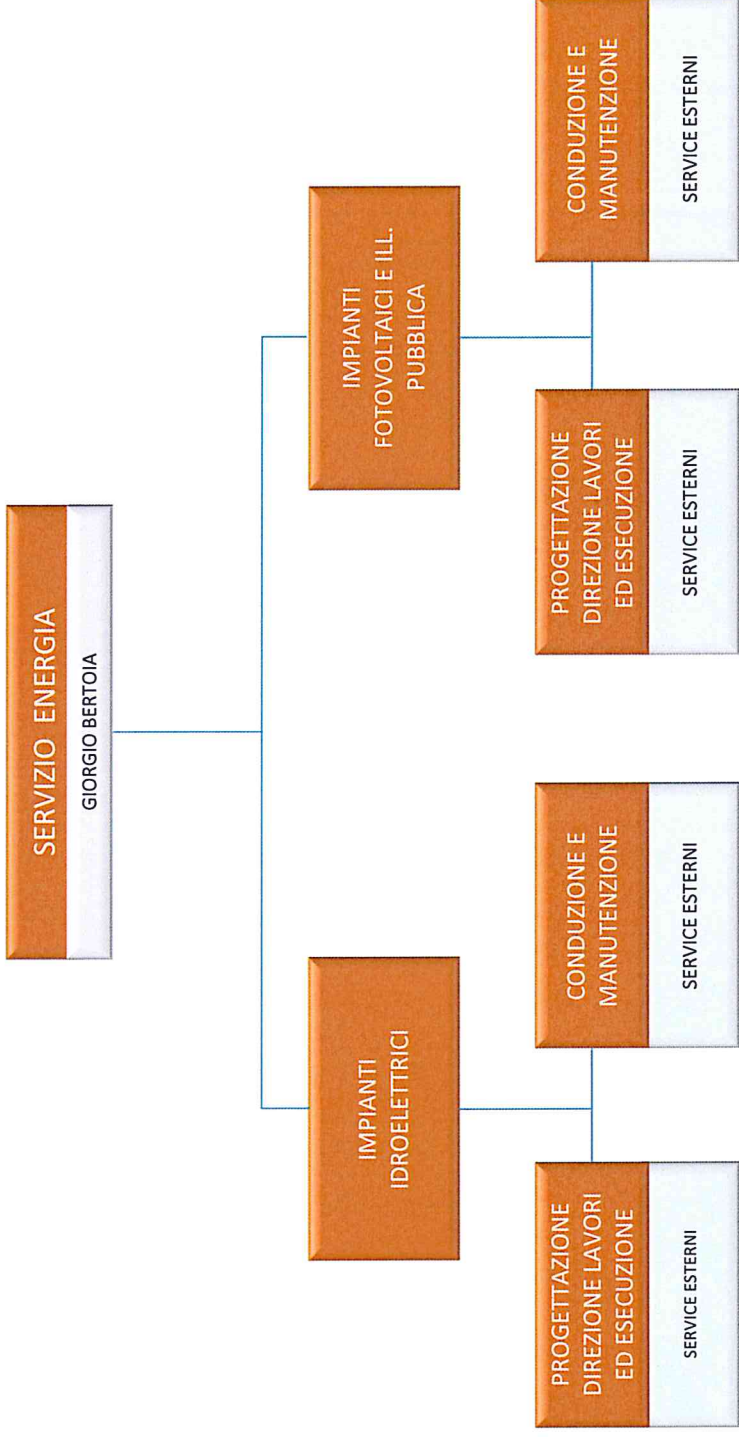 SERVIZIO ENERGIA
GIORGIO BERTOIA
IMPIANTI
IDROELETTRICI
IMPIANTI
FOTOVOLTAICI E ILL.
PUBBLICA
PROGETTAZIONE
DIREZIONE LAVORI
ED ESECUZIONE
SERVICE ESTERNI
CONDUZIONE E
MANUTENZIONE
SERVICE ESTERNI
PROGETTAZIONE
DIREZIONE LAVORI
ED ESECUZIONE
SERVICE ESTERNI
CONDUZIONE E
MANUTENZIONE
SERVICE ESTERNI